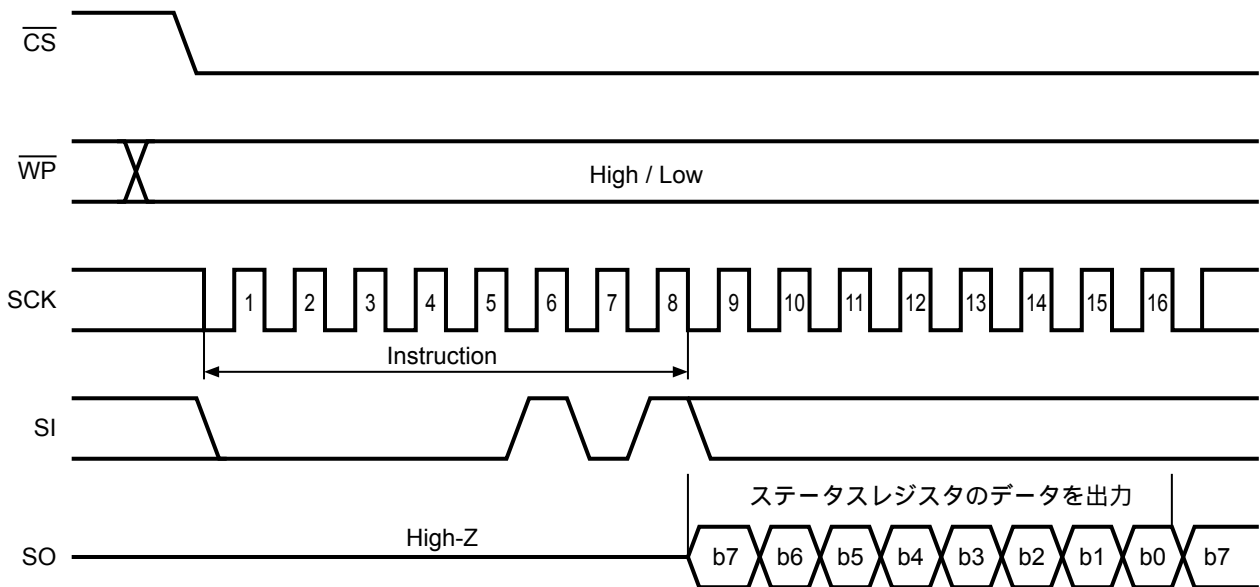 CS
WP
High / Low
SCK
1 2 3 4 5 6 7 8 9 10 11 12 13 14 15 16
Instruction
SI
ステータスレジスタのデータを出力
High-Z
SO
b7 b6 b5 b4 b3 b2 b1 b0 b7